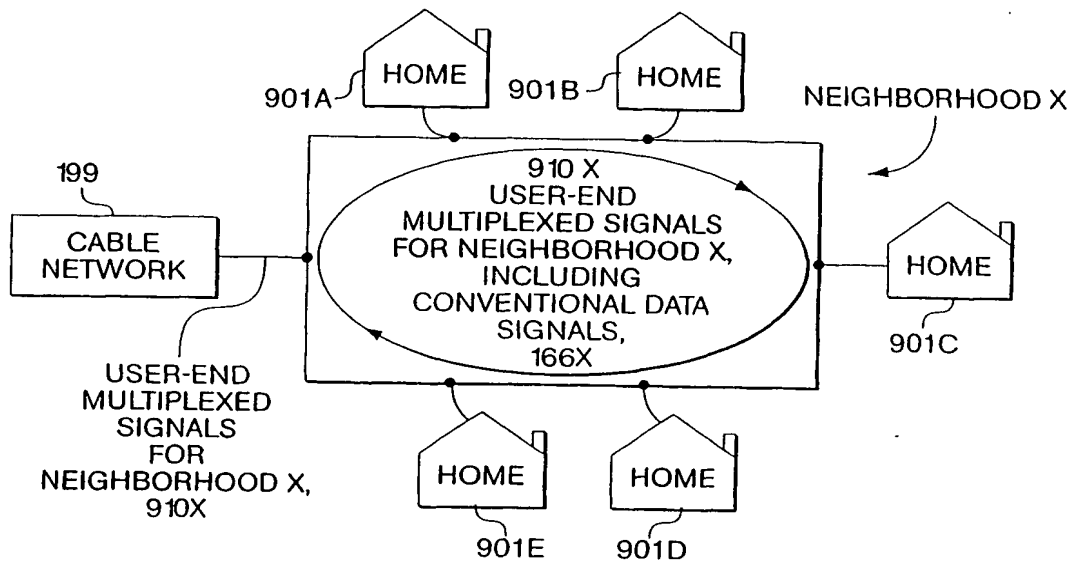 HOME
HOME
901A
901B
NEIGHBORHOOD X
199
CABLE
NETWORK
910 X
USER-END
MULTIPLEXED SIGNALS
FOR NEIGHBORHOOD X,
INCLUDING
CONVENTIONAL DATA
SIGNALS,
166X
HOME
901C
USER-END
MULTIPLEXED
SIGNALS
FOR
NEIGHBORHOOD X,
910X
HOME
HOME
901E
901D